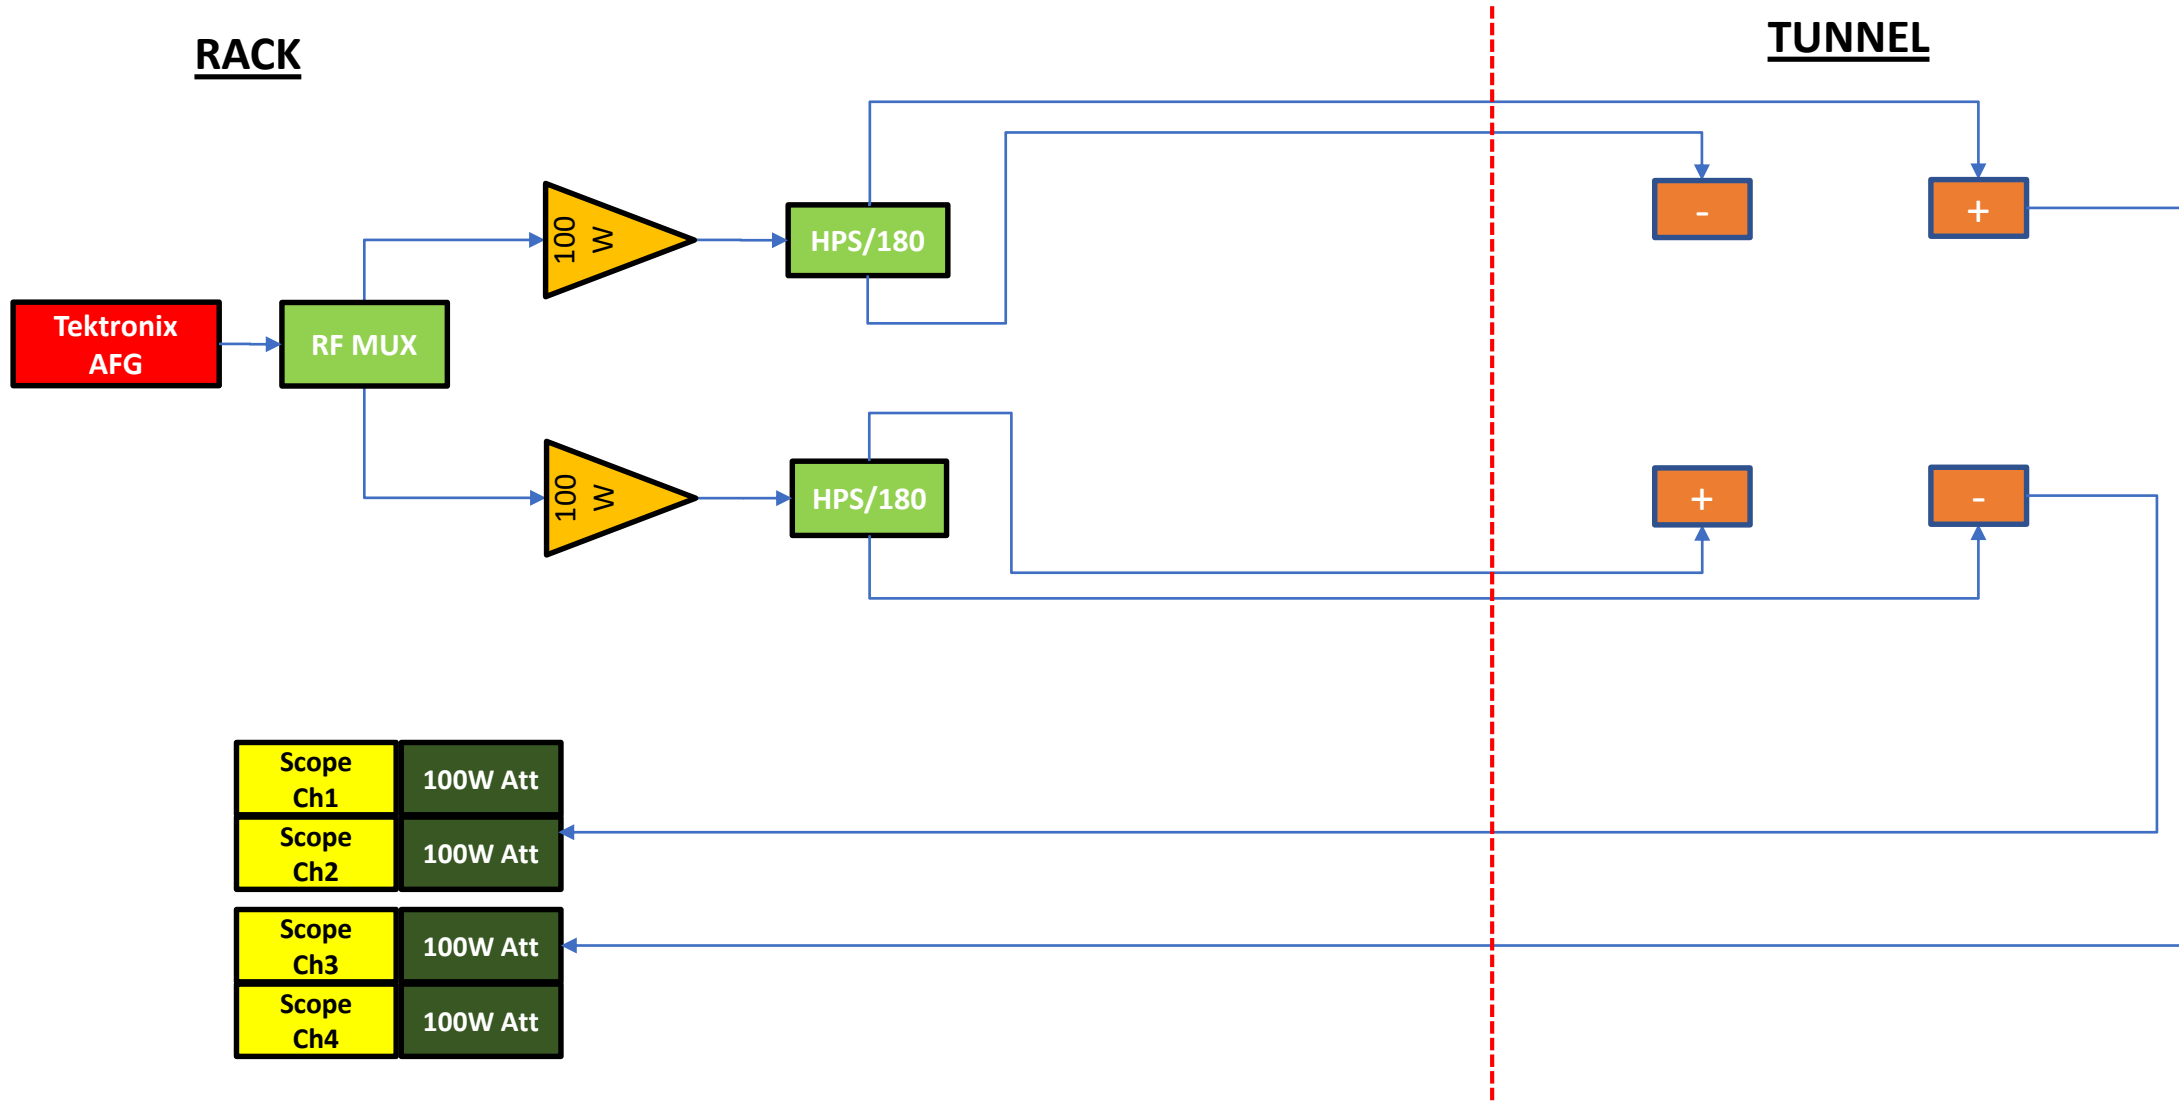 RACK
TUNNEL
100
W
HPS/180
-
+
Tektronix
AFG
RF MUX
100
W
HPS/180
+
-
Scope
Ch1
100W Att
Scope
Ch2
100W Att
Scope
Ch3
100W Att
Scope
Ch4
100W Att